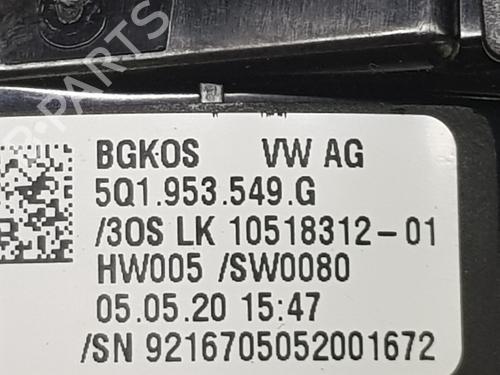 BGKOS VW AG
5Q1.953.549.G
/3OS LK 10518312-01
HW005 /SW0080
05.05.20 15:47
/SN 9216705052001672